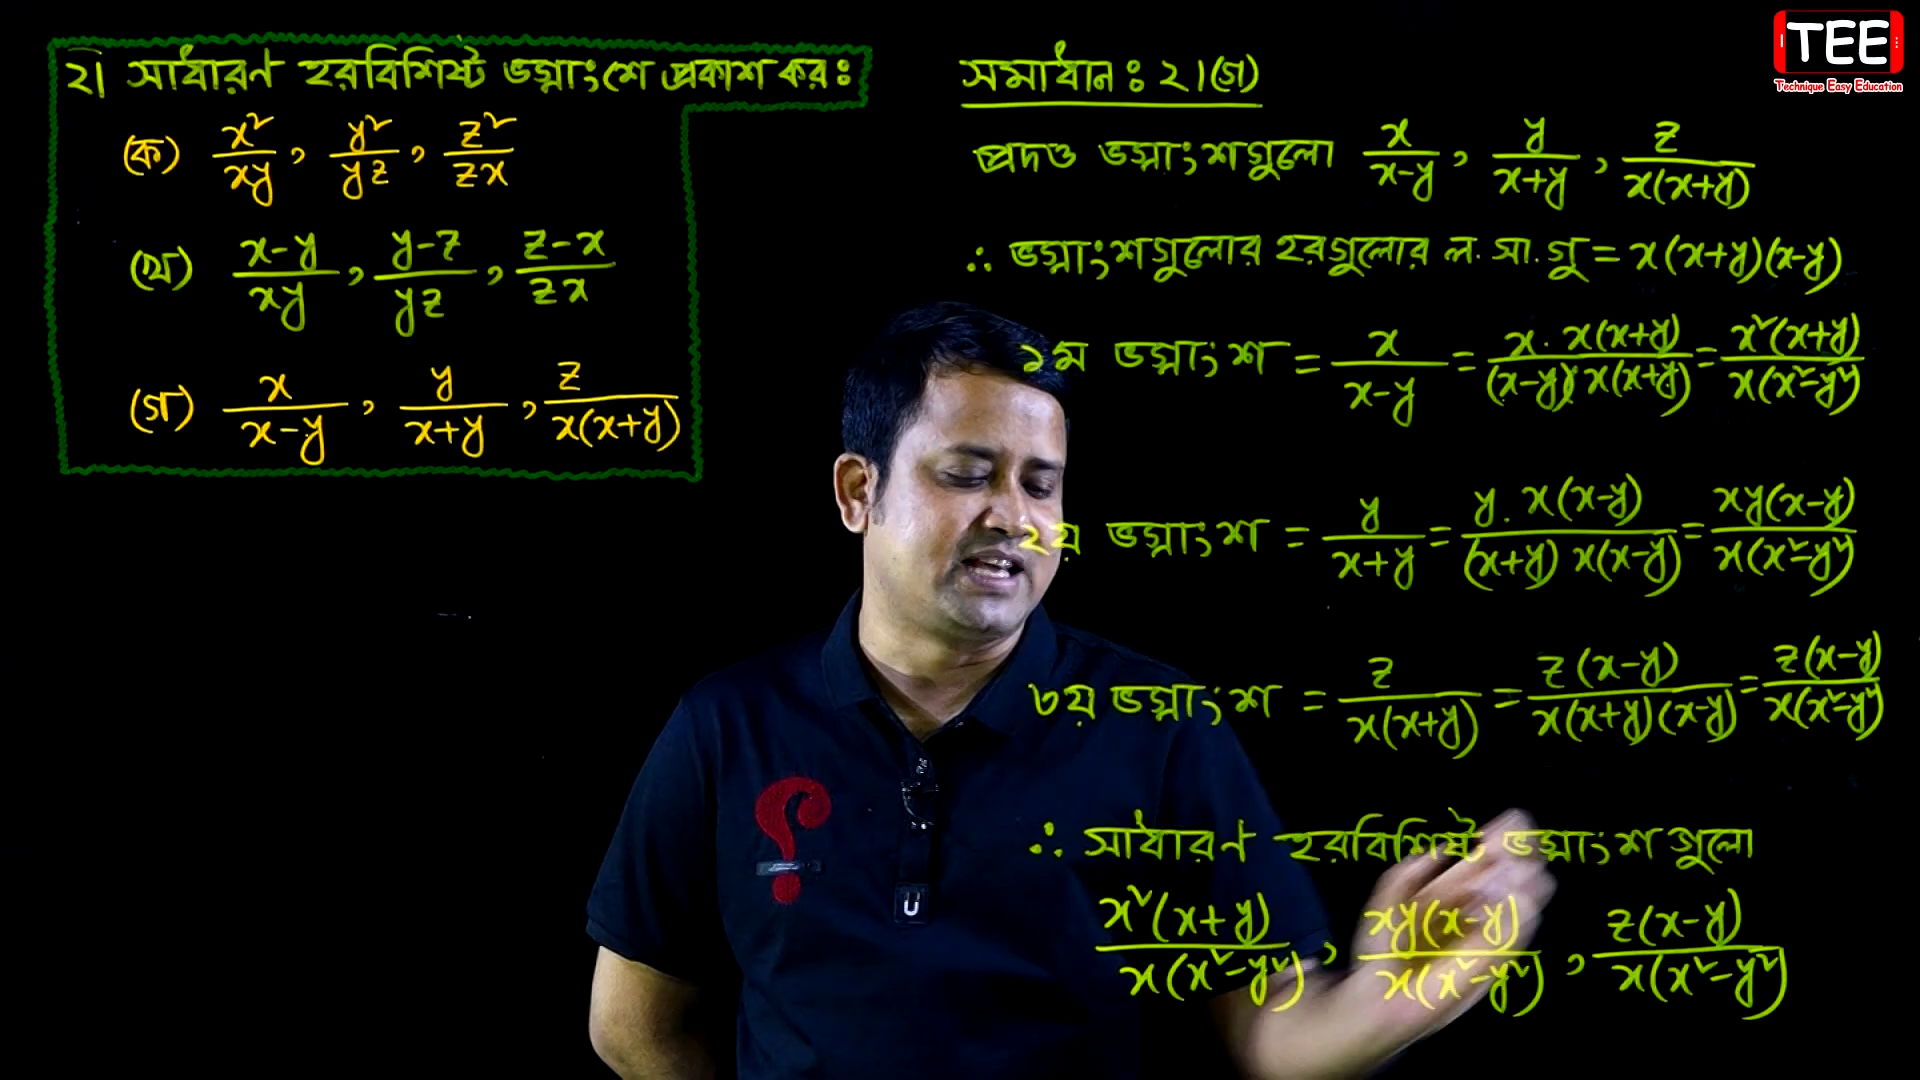 ২। সাধারণ হরবিশিষ্ট ভগ্নাংশে প্রকাশ করঃ
(ক) x²/xy, y²/yz, z²/zx
(খ) x-y/xy, y-z/yz, z-x/zx
(গ) x/x-y, y/x+y, z/x(x+y)
সমাধানঃ ২।(গ)
প্রদত্ত ভগ্নাংশগুলো x/x-y, y/x+y, z/x(x+y)
∴ ভগ্নাংশগুলোর হরগুলোর ল.সা.গু = x(x+y)(x-y)
১ম ভগ্নাংশ = x/x-y = x·x(x+y)/(x-y)·x(x+y) = x²(x+y)/x(x²-y²)
২য় ভগ্নাংশ = y/x+y = y·x(x-y)/(x+y) x(x-y) = xy(x-y)/x(x²-y²)
৩য় ভগ্নাংশ = z/x(x+y) = z(x-y)/x(x+y)(x-y) = z(x-y)/x(x²-y²)
∴ সাধারণ হরবিশিষ্ট ভগ্নাংশ গুলো
x²(x+y)/x(x²-y²), xy(x-y)/x(x²-y²), z(x-y)/x(x²-y²)
TEE
Technique Easy Education
U